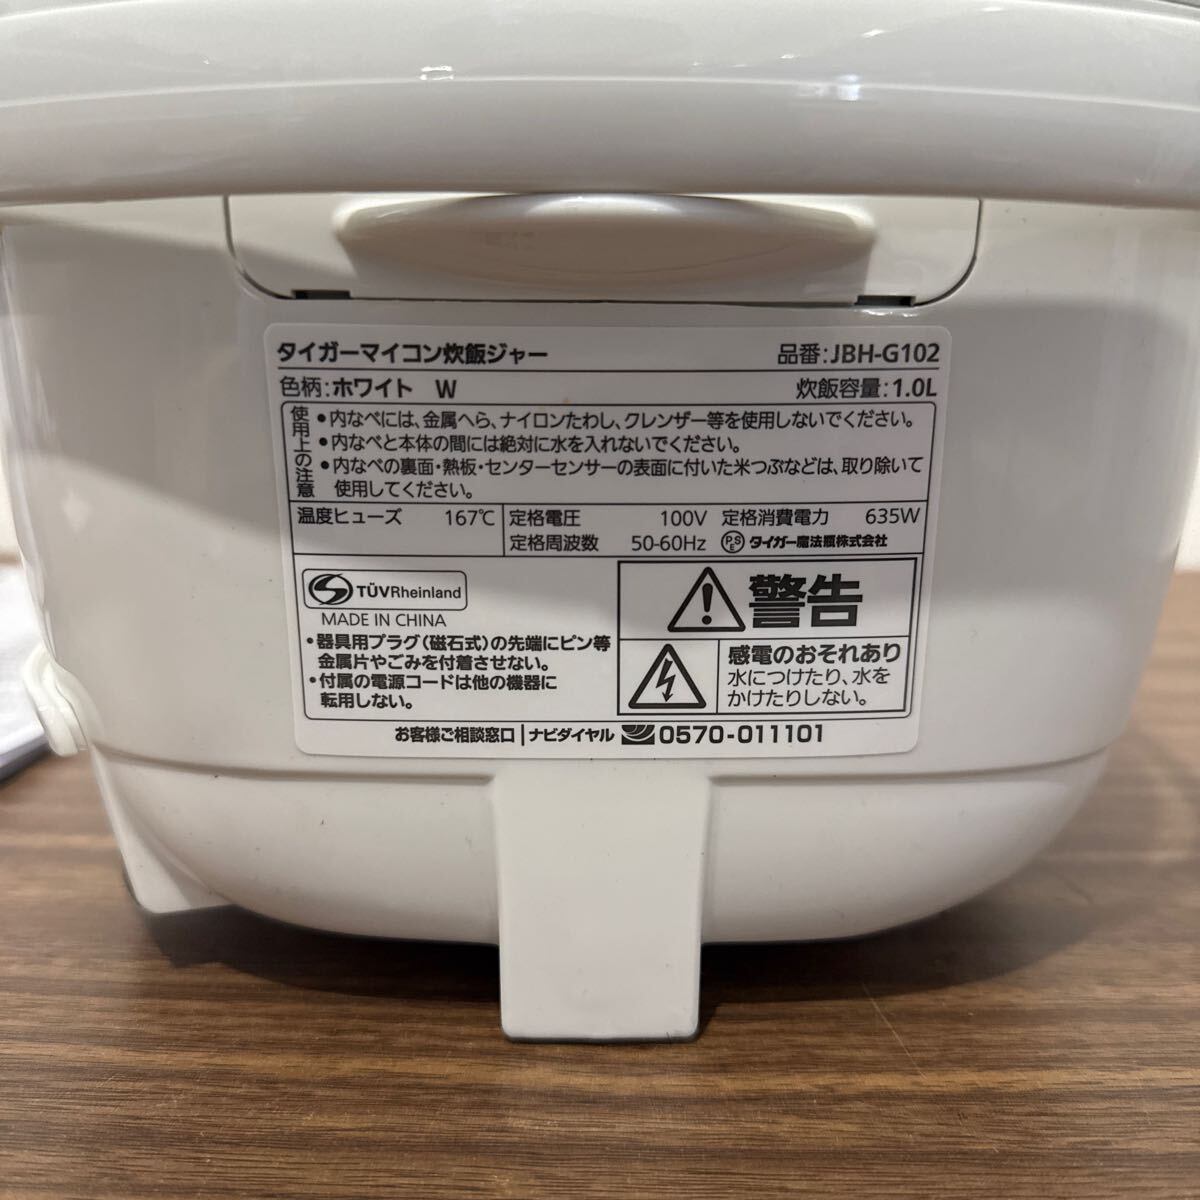 タイガーマイコン炊飯ジャー 品番:JBH-G102
色柄:ホワイト W 炊飯容量:1.0L
使用上の注意
・内なべには、金属へら、ナイロンたわし、クレンザー等を使用しないでください。
・内なべと本体の間には絶対に水を入れないでください。
・内なべの裏面・熱板・センターセンサーの表面に付いた米つぶなどは、取り除いて
使用してください。
温度ヒューズ 167℃ 定格電圧 100V 定格消費電力 635W
定格周波数 50-60Hz PSE タイガー魔法瓶株式会社
TÜVRheinland
MADE IN CHINA
・器具用プラグ(磁石式)の先端にピン等
金属片やごみを付着させない。
・付属の電源コードは他の機器に
転用しない。
警告
感電のおそれあり
水につけたり、水を
かけたりしない。
お客様ご相談窓口 ナビダイヤル 0570-011101